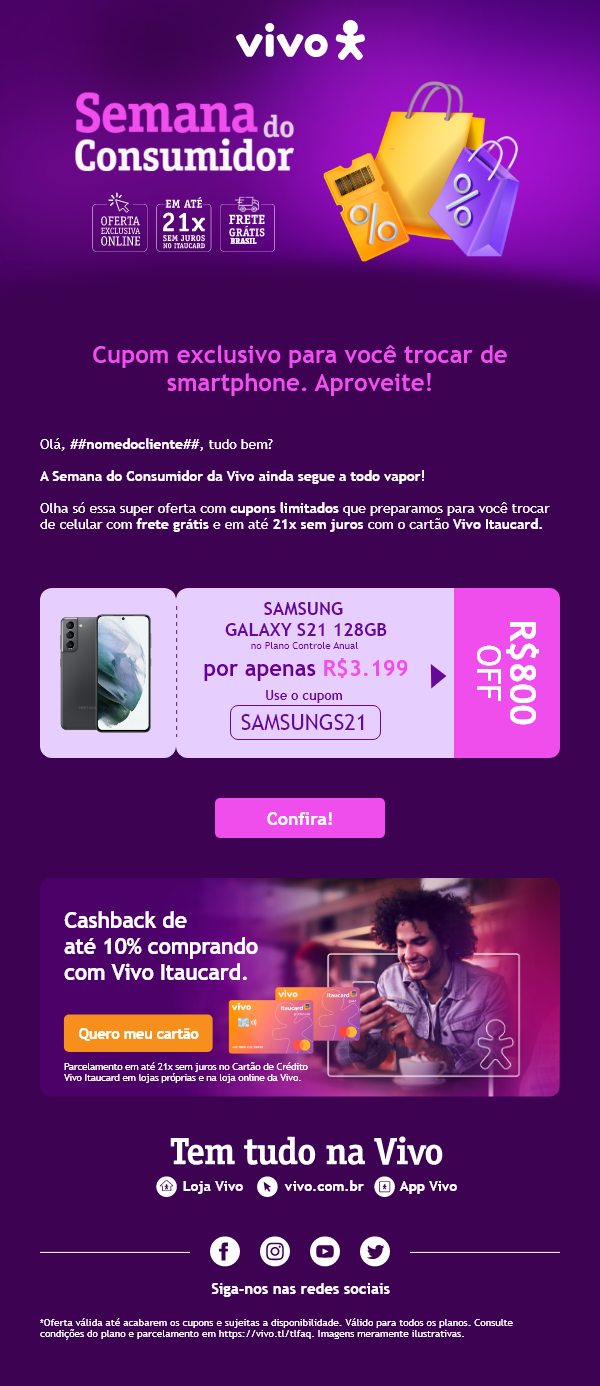 vivo
Semana do
Consumidor
OFERTA
EXCLUSIVA
ONLINE
EM ATÉ
21x
SEM JUROS
NO ITAUCARD
FRETE
GRÁTIS
BRASIL
%
%
Cupom exclusivo para você trocar de
smartphone. Aproveite!
Olá, ##nomedocliente##, tudo bem?
A Semana do Consumidor da Vivo ainda segue a todo vapor!
Olha só essa super oferta com cupons limitados que preparamos para você trocar
de celular com frete grátis e em até 21x sem juros com o cartão Vivo Itaucard.
SAMSUNG
GALAXY S21 128GB
no Plano Controle Anual
por apenas R$3.199
Use o cupom
SAMSUNGS21
R$800
OFF
Confira!
Cashback de
até 10% comprando
com Vivo Itaucard.
vivo
itaucard
vivo
itaucard
Quero meu cartão
Parcelamento em até 21x sem juros no Cartão de Crédito
Vivo Itaucard em lojas próprias e na loja online da Vivo.
Tem tudo na Vivo
Loja Vivo vivo.com.br App Vivo
Siga-nos nas redes sociais
*Oferta válida até acabarem os cupons e sujeitas a disponibilidade. Válido para todos os planos. Consulte
condições do plano e parcelamento em https://vivo.tl/tlfaq. Imagens meramente ilustrativas.